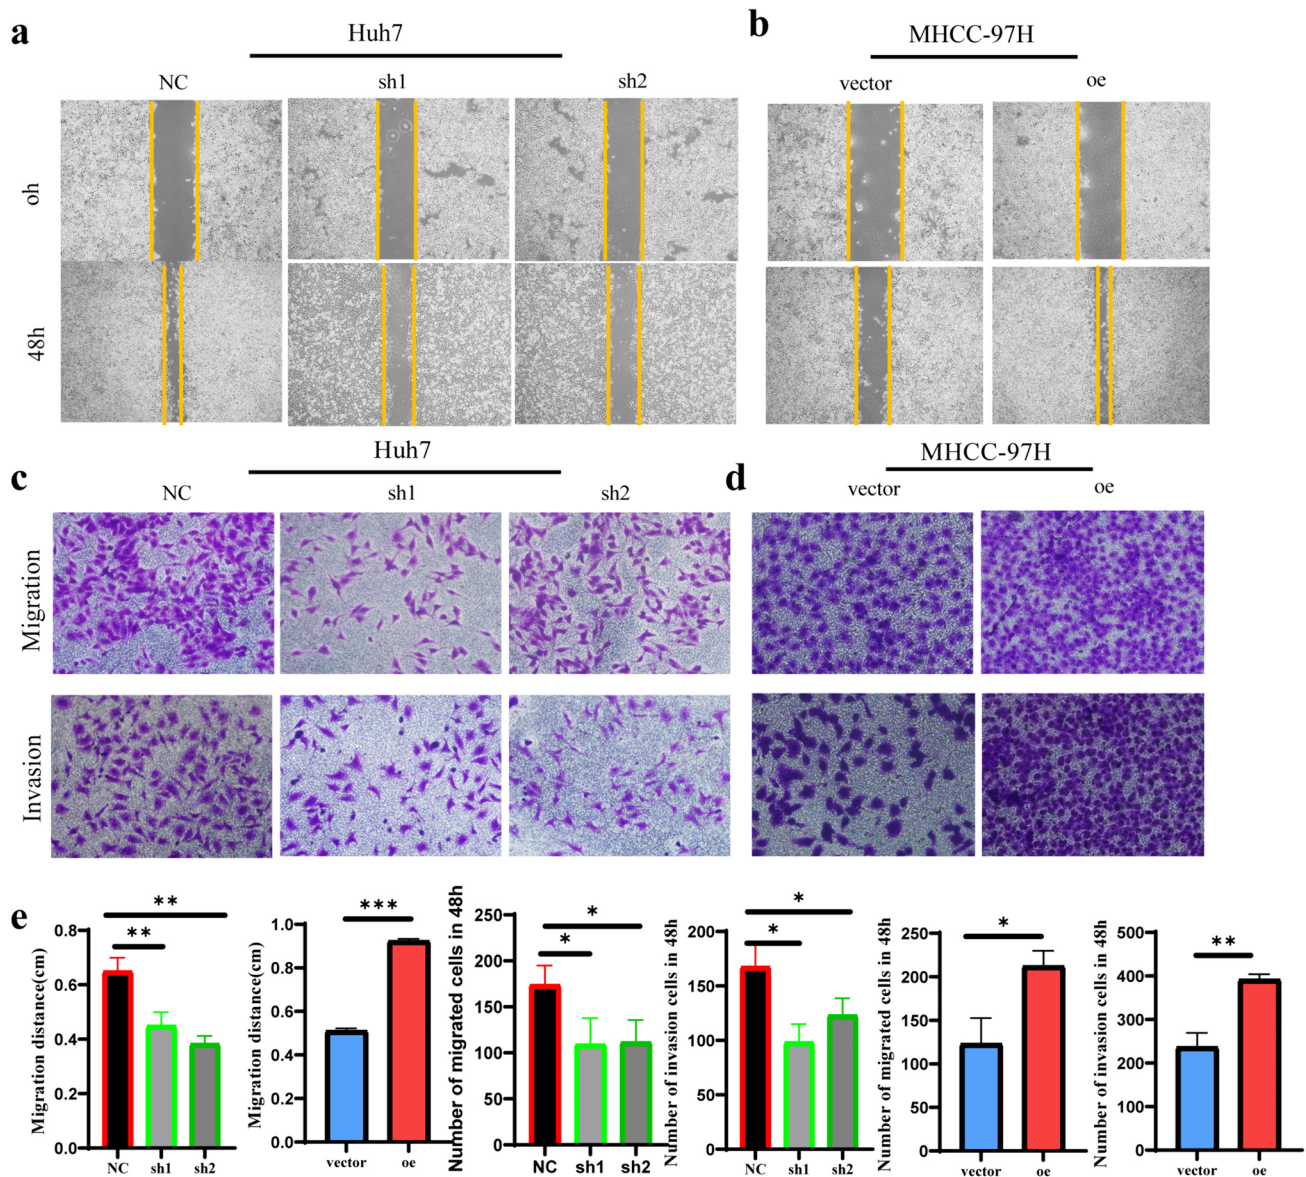 a
Huh7
NC
sh1
sh2
oh
48h
b
MHCC-97H
vector
oe
c
Huh7
NC
sh1
sh2
Migration
Invasion
d
MHCC-97H
vector
oe
e
Migration distance(cm)
0.8
0.6
0.4
0.2
0.0
**
**
NC
sh1
sh2
Migration distance(cm)
1.0
0.8
0.6
0.4
0.2
0.0
***
vector
oe
Number of migrated cells in 48h
250
200
150
100
50
0
*
*
NC
sh1
sh2
Number of invasion cells in 48h
200
150
100
50
0
*
*
NC
sh1
sh2
Number of migrated cells in 48h
250
200
150
100
50
0
*
vector
oe
Number of invasion cells in 48h
500
400
300
200
100
0
**
vector
oe